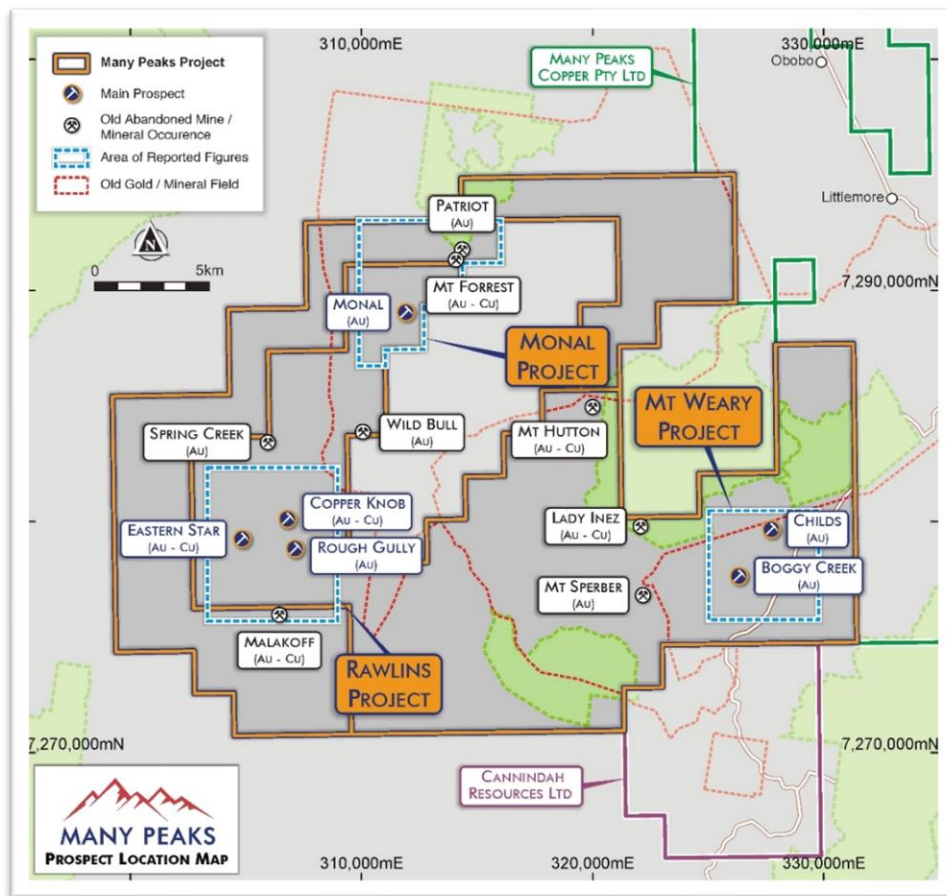 310,000mE
330,000mE
Many Peaks Project
Main Prospect
Old Abandoned Mine /
Mineral Occurence
Area of Reported Figures
Old Gold / Mineral Field
N
0 5km
MANY PEAKS
COPPER PTY LTD
Obobo
Littlemore
7,290,000mN
PATRIOT
(Au)
MT FORREST
(Au - Cu)
MONAL
(Au)
MONAL
PROJECT
MT WEARY
PROJECT
SPRING CREEK
(Au)
WILD BULL
(Au)
MT HUTTON
(Au - Cu)
COPPER KNOB
(Au - Cu)
EASTERN STAR
(Au - Cu)
ROUGH GULLY
(Au)
LADY INEZ
(Au - Cu)
CHILDS
(Au)
BOGGY CREEK
(Au)
MT SPERBER
(Au)
MALAKOFF
(Au - Cu)
RAWLINS
PROJECT
7,270,000mN
7,270,000mN
CANNINDAH
RESOURCES LTD
MANY PEAKS
PROSPECT LOCATION MAP
310,000mE
320,000mE
330,000mE